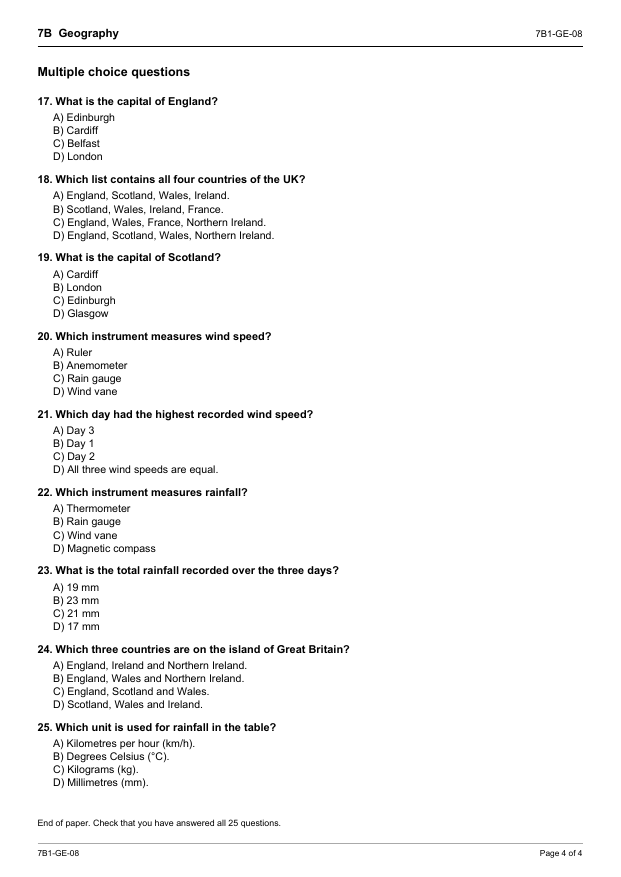 7B Geography
7B1-GE-08
Multiple choice questions
17. What is the capital of England?
A) Edinburgh
B) Cardiff
C) Belfast
D) London
18. Which list contains all four countries of the UK?
A) England, Scotland, Wales, Ireland.
B) Scotland, Wales, Ireland, France.
C) England, Wales, France, Northern Ireland.
D) England, Scotland, Wales, Northern Ireland.
19. What is the capital of Scotland?
A) Cardiff
B) London
C) Edinburgh
D) Glasgow
20. Which instrument measures wind speed?
A) Ruler
B) Anemometer
C) Rain gauge
D) Wind vane
21. Which day had the highest recorded wind speed?
A) Day 3
B) Day 1
C) Day 2
D) All three wind speeds are equal.
22. Which instrument measures rainfall?
A) Thermometer
B) Rain gauge
C) Wind vane
D) Magnetic compass
23. What is the total rainfall recorded over the three days?
A) 19 mm
B) 23 mm
C) 21 mm
D) 17 mm
24. Which three countries are on the island of Great Britain?
A) England, Ireland and Northern Ireland.
B) England, Wales and Northern Ireland.
C) England, Scotland and Wales.
D) Scotland, Wales and Ireland.
25. Which unit is used for rainfall in the table?
A) Kilometres per hour (km/h).
B) Degrees Celsius (°C).
C) Kilograms (kg).
D) Millimetres (mm).
End of paper. Check that you have answered all 25 questions.
7B1-GE-08
Page 4 of 4